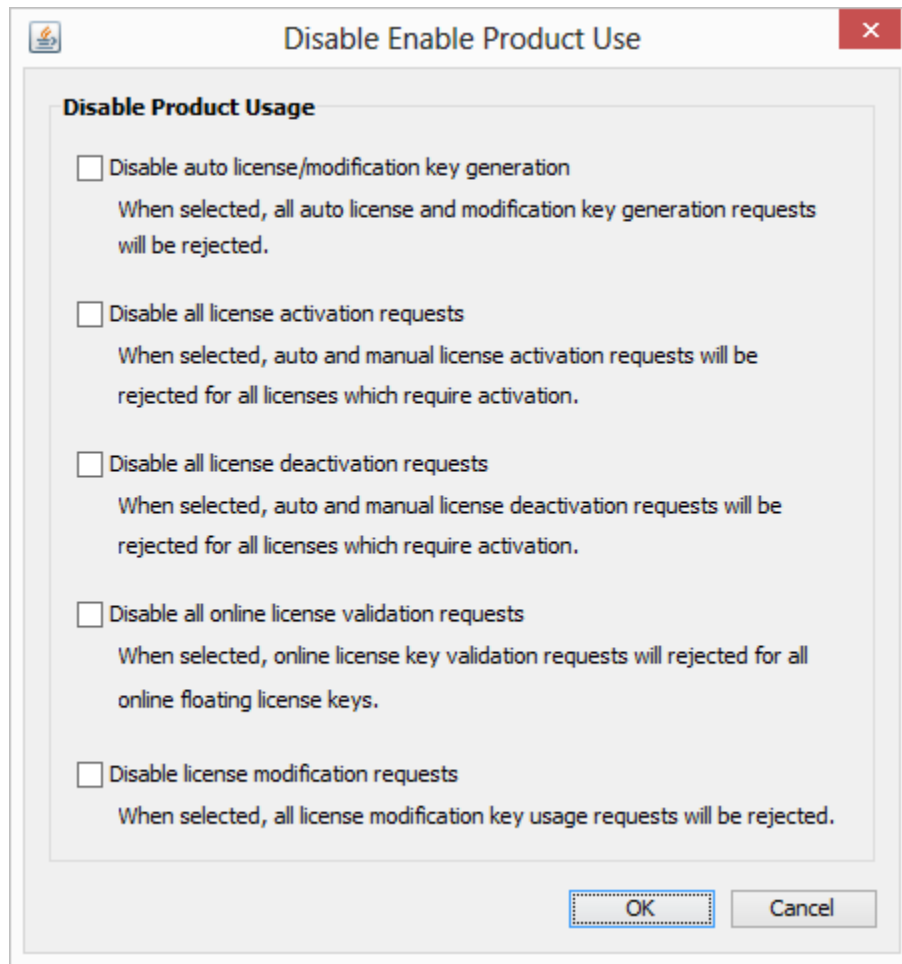 Disable Enable Product Use
Disable Product Usage
Disable auto license/modification key generation
When selected, all auto license and modification key generation requests
will be rejected.
Disable all license activation requests
When selected, auto and manual license activation requests will be
rejected for all licenses which require activation.
Disable all license deactivation requests
When selected, auto and manual license deactivation requests will be
rejected for all licenses which require activation.
Disable all online license validation requests
When selected, online license key validation requests will rejected for all
online floating license keys.
Disable license modification requests
When selected, all license modification key usage requests will be rejected.
OK Cancel